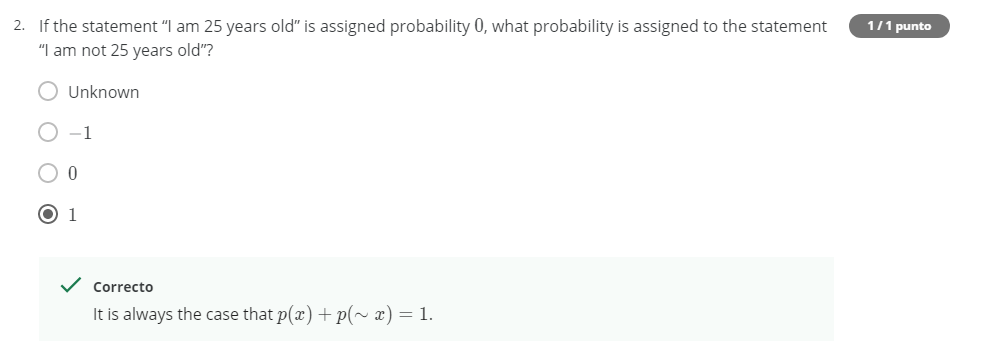 2. If the statement “I am 25 years old” is assigned probability 0, what probability is assigned to the statement
1 / 1 punto
“I am not 25 years old”?
Unknown
−1
0
1
Correcto
It is always the case that p(x) + p(∼ x) = 1.